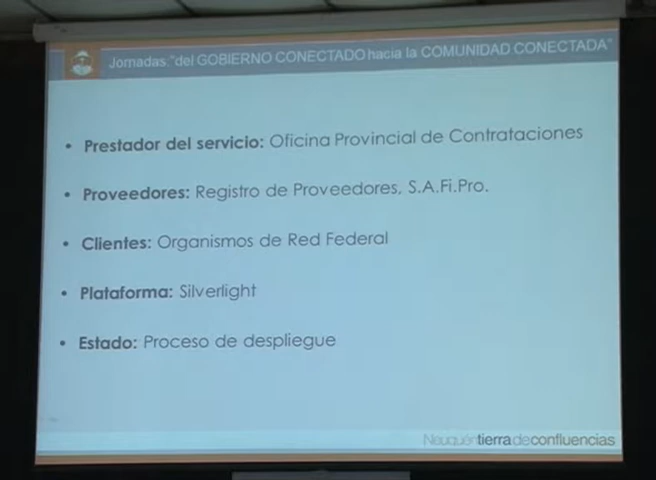 Jornadas "del GOBIERNO CONECTADO hacia la COMUNIDAD CONECTADA"
• Prestador del servicio: Oficina Provincial de Contrataciones
• Proveedores: Registro de Proveedores, S.A.Fi.Pro.
• Clientes: Organismos de Red Federal
• Plataforma: Silverlight
• Estado: Proceso de despliegue
Neuquéntierradeconfluencias